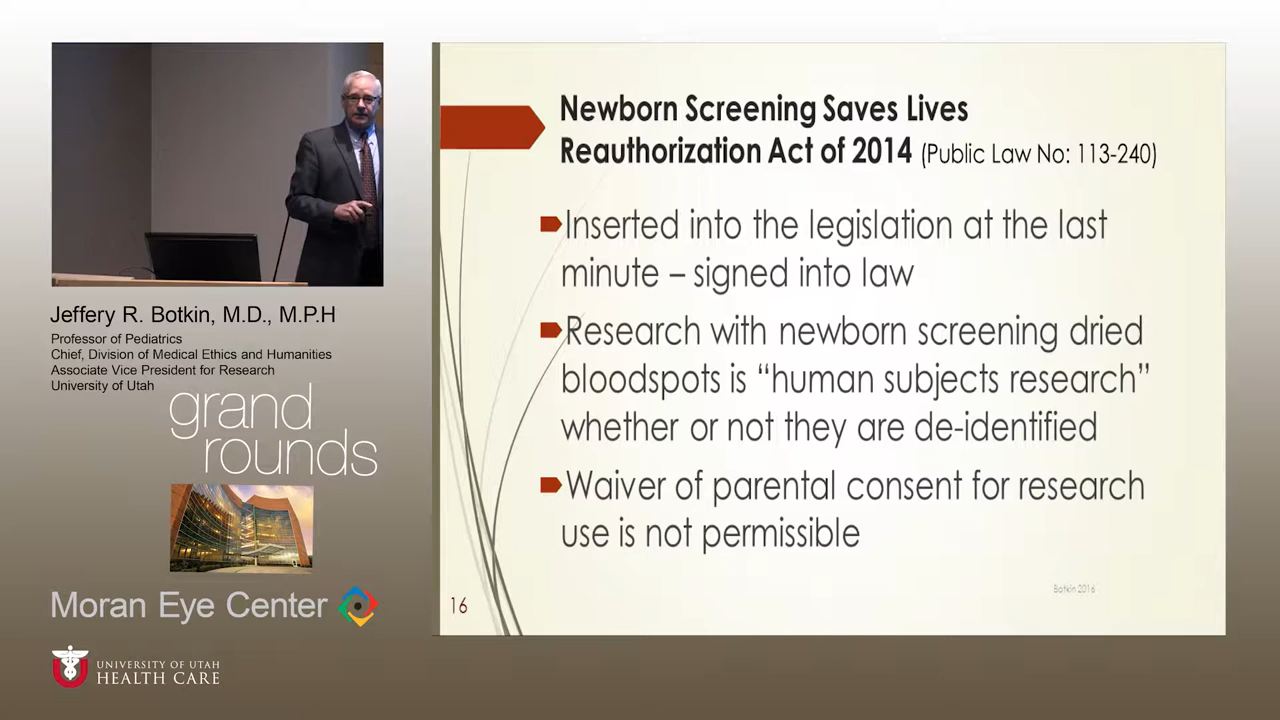 Newborn Screening Saves Lives
Reauthorization Act of 2014 (Public Law No: 113-240)
Inserted into the legislation at the last
minute – signed into law
Research with newborn screening dried
bloodspots is “human subjects research”
whether or not they are de-identified
Waiver of parental consent for research
use is not permissible
Botkin 2016
16
Jeffery R. Botkin, M.D., M.P.H
Professor of Pediatrics
Chief, Division of Medical Ethics and Humanities
Associate Vice President for Research
University of Utah
grand
rounds
Moran Eye Center
UNIVERSITY OF UTAH
HEALTH CARE